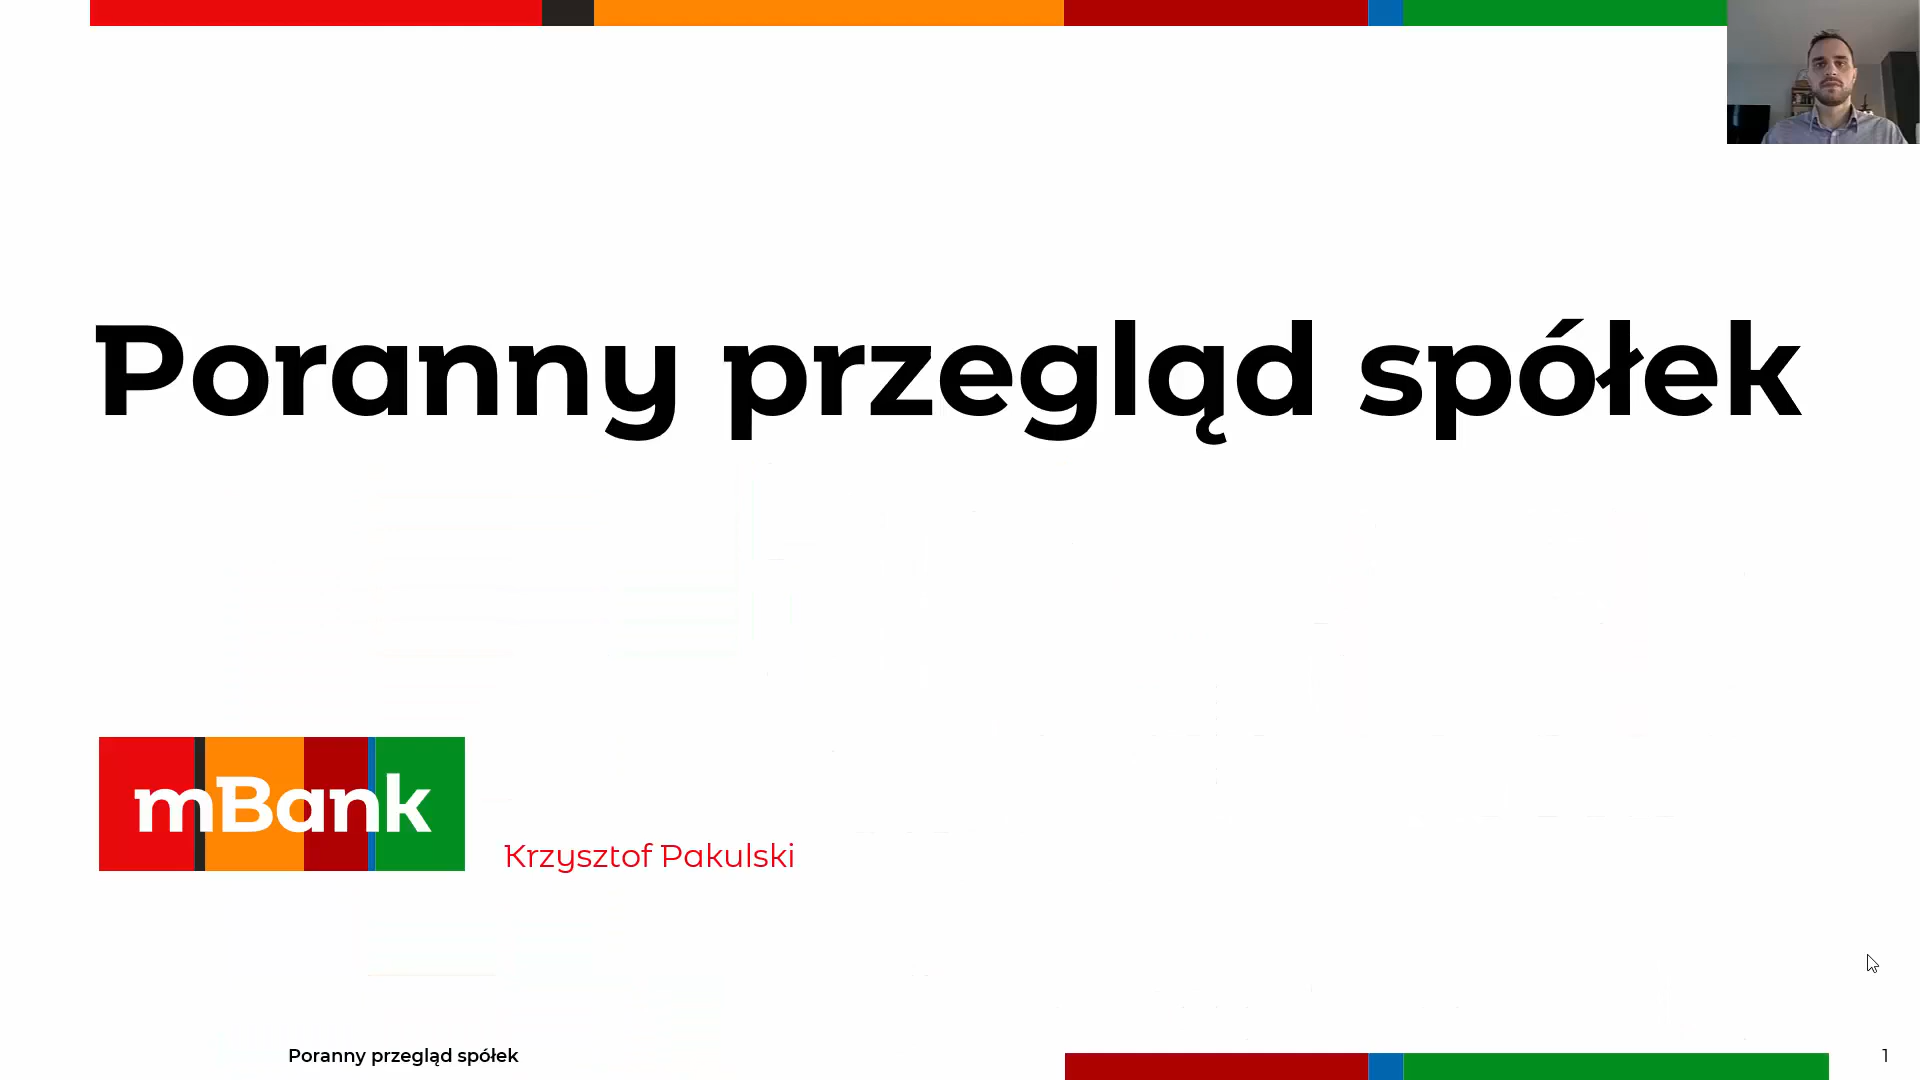 Poranny przegląd spółek
mBank
Krzysztof Pakulski
Poranny przegląd spółek
1